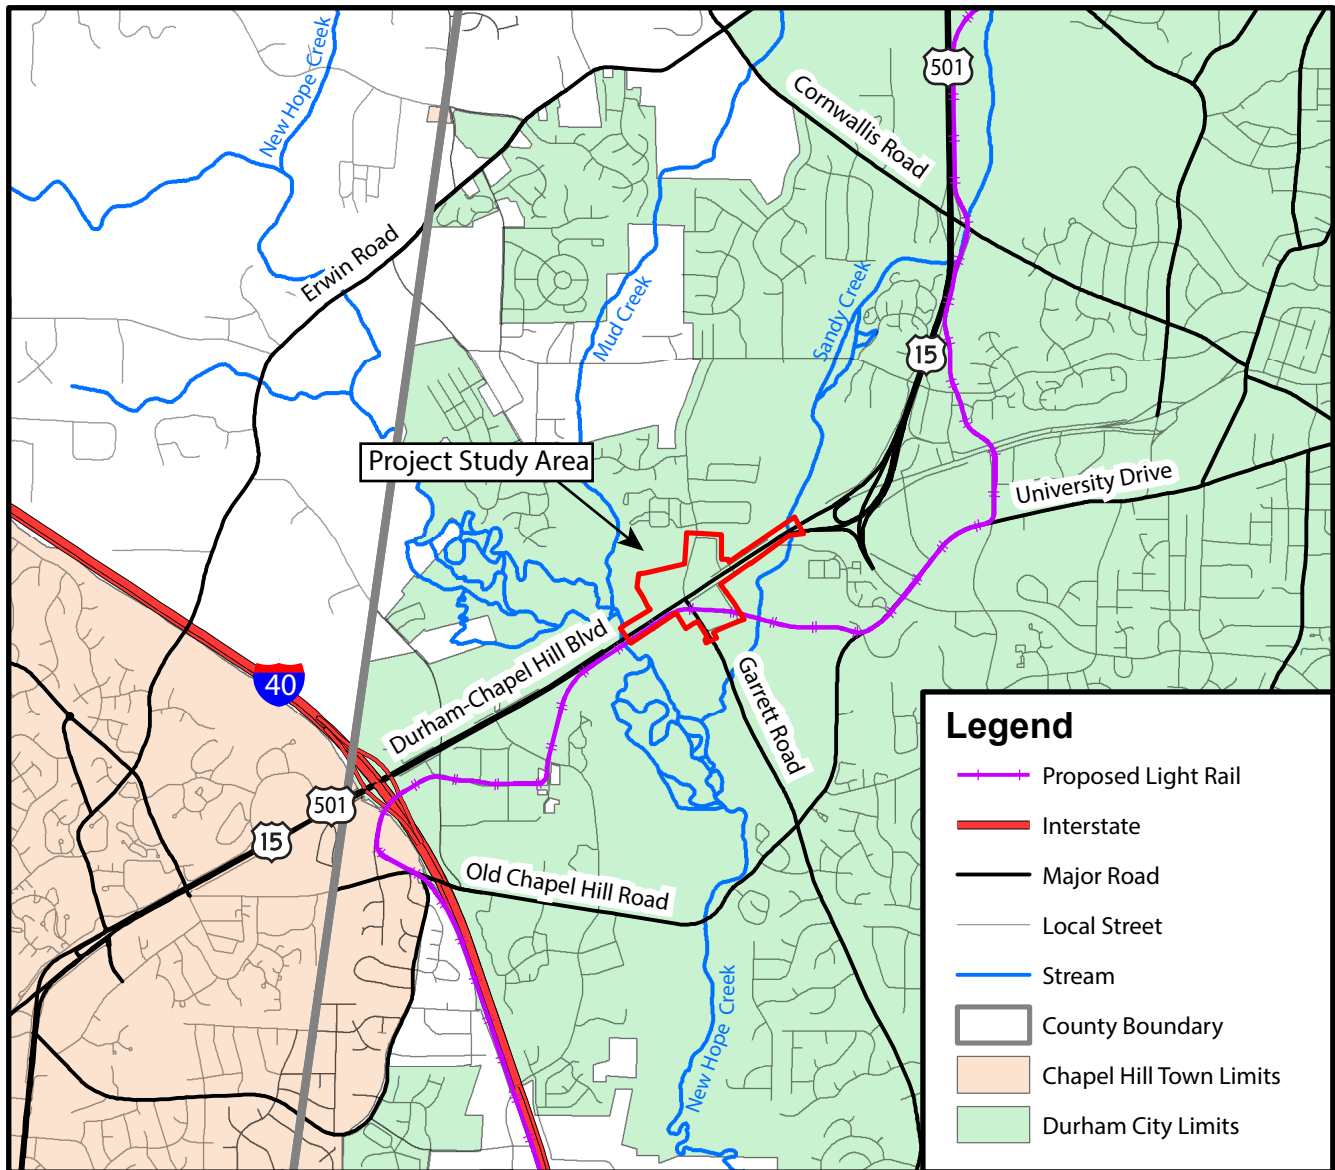 New Hope Creek
501
Cornwallis Road
Erwin Road
Mud Creek
Sandy Creek
15
Project Study Area
University Drive
Durham-Chapel Hill Blvd
Garrett Road
40
501
15
Old Chapel Hill Road
New Hope Creek
Legend
Proposed Light Rail
Interstate
Major Road
Local Street
Stream
County Boundary
Chapel Hill Town Limits
Durham City Limits